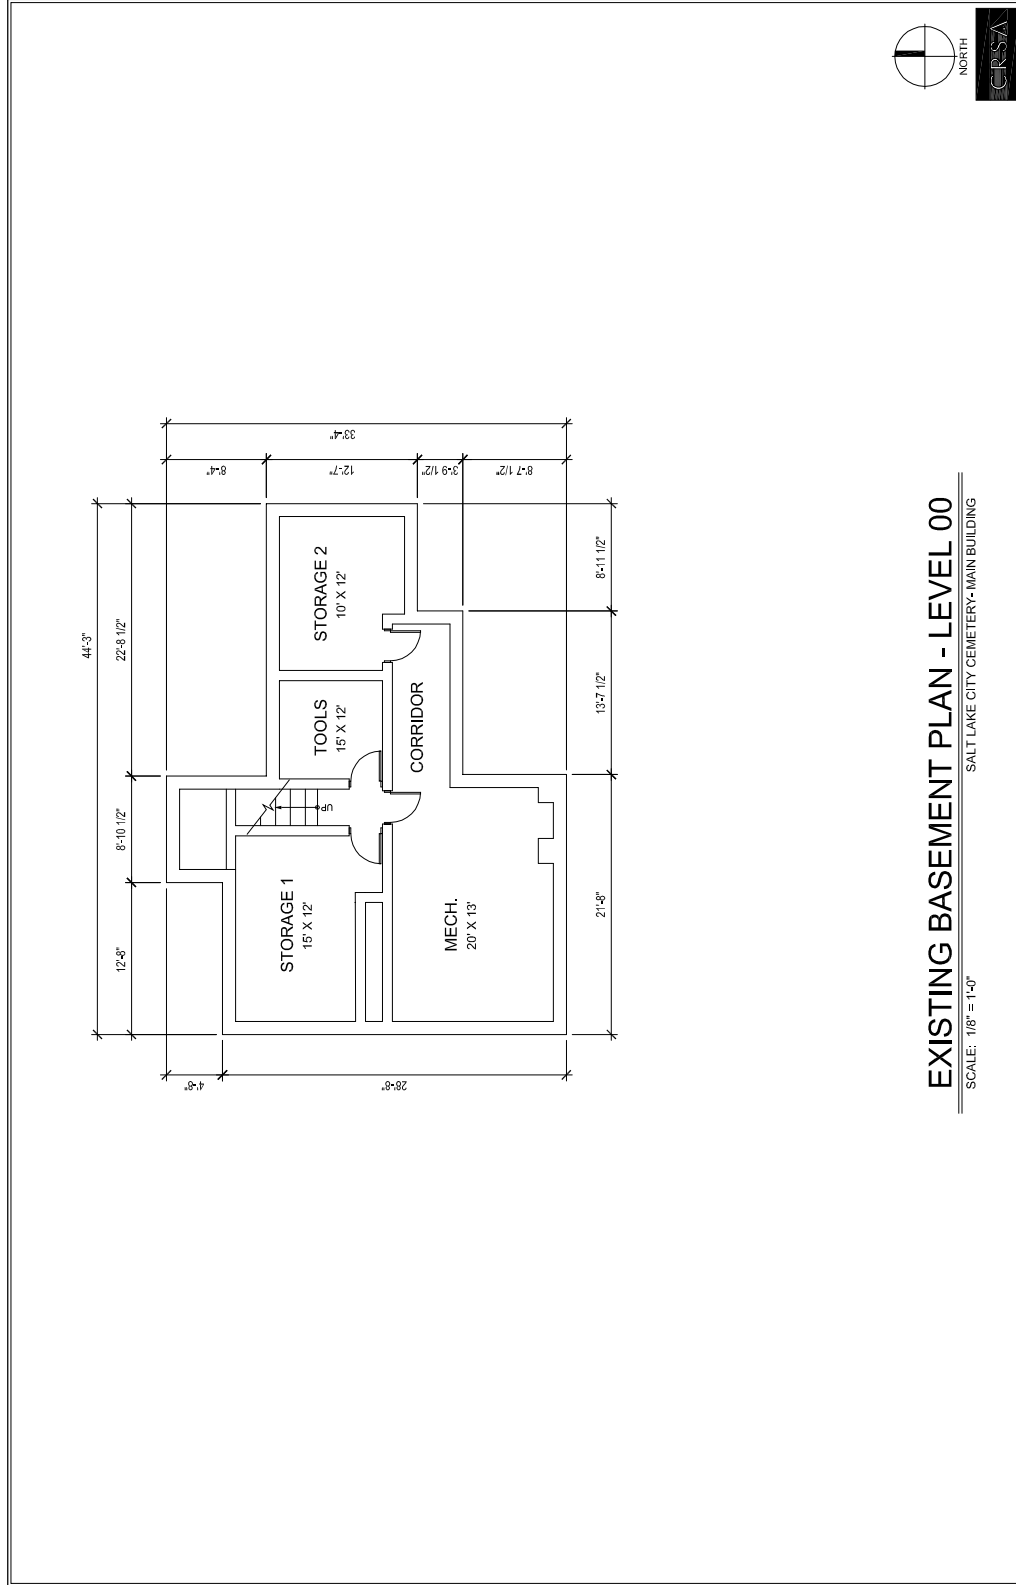 44'-3"
12'-8"
8'-10 1/2"
22'-8 1/2"
4'-8"
28'-8"
8'-4"
12'-7"
3'-9 1/2"
8'-7 1/2"
33'-4"
STORAGE 1
15' X 12'
UP
TOOLS
15' X 12'
STORAGE 2
10' X 12'
CORRIDOR
MECH.
20' X 13'
21'-8"
13'-7 1/2"
8'-11 1/2"
EXISTING BASEMENT PLAN - LEVEL 00
SCALE: 1/8" = 1'-0"
SALT LAKE CITY CEMETERY- MAIN BUILDING
NORTH
CRSA